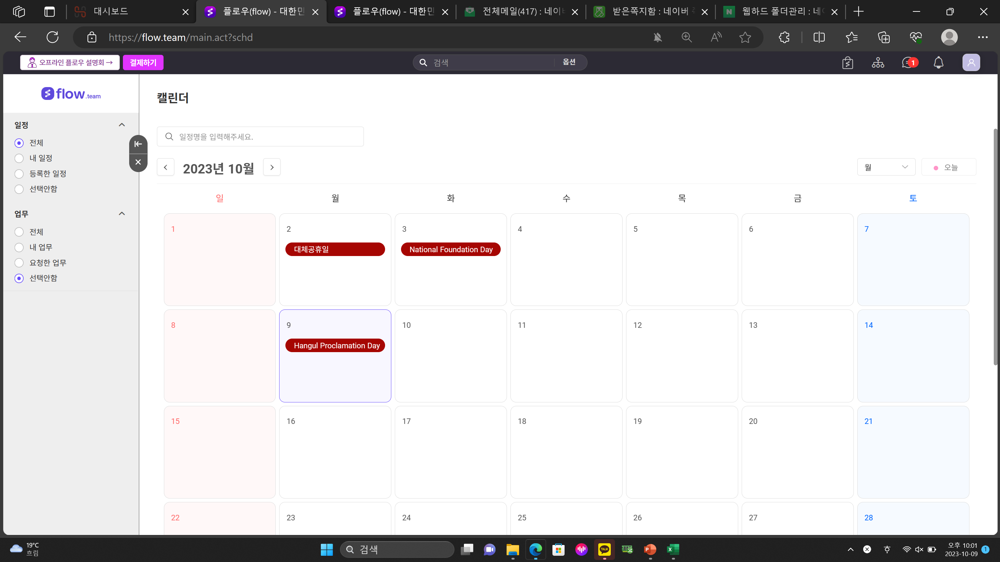 대시보드
플로우(flow) - 대한민
플로우(flow) - 대한민
전체메일(417) : 네이버
받은쪽지함 : 네이버
웹하드 폴더관리 : 네이
https://flow.team/main.act?schd
오프라인 플로우 설명회 →
결제하기
검색
옵션
1
flow.team
캘린더
일정
전체
내 일정
등록한 일정
선택안함
업무
전체
내 업무
요청한 업무
선택안함
일정명을 입력해주세요.
2023년 10월
월
오늘
일 월 화 수 목 금 토
1 2 3 4 5 6 7
대체공휴일
National Foundation Day
8 9 10 11 12 13 14
Hangul Proclamation Day
15 16 17 18 19 20 21
22 23 24 25 26 27 28
19°C
흐림
검색
TALK
오후 10:01
2023-10-09
1